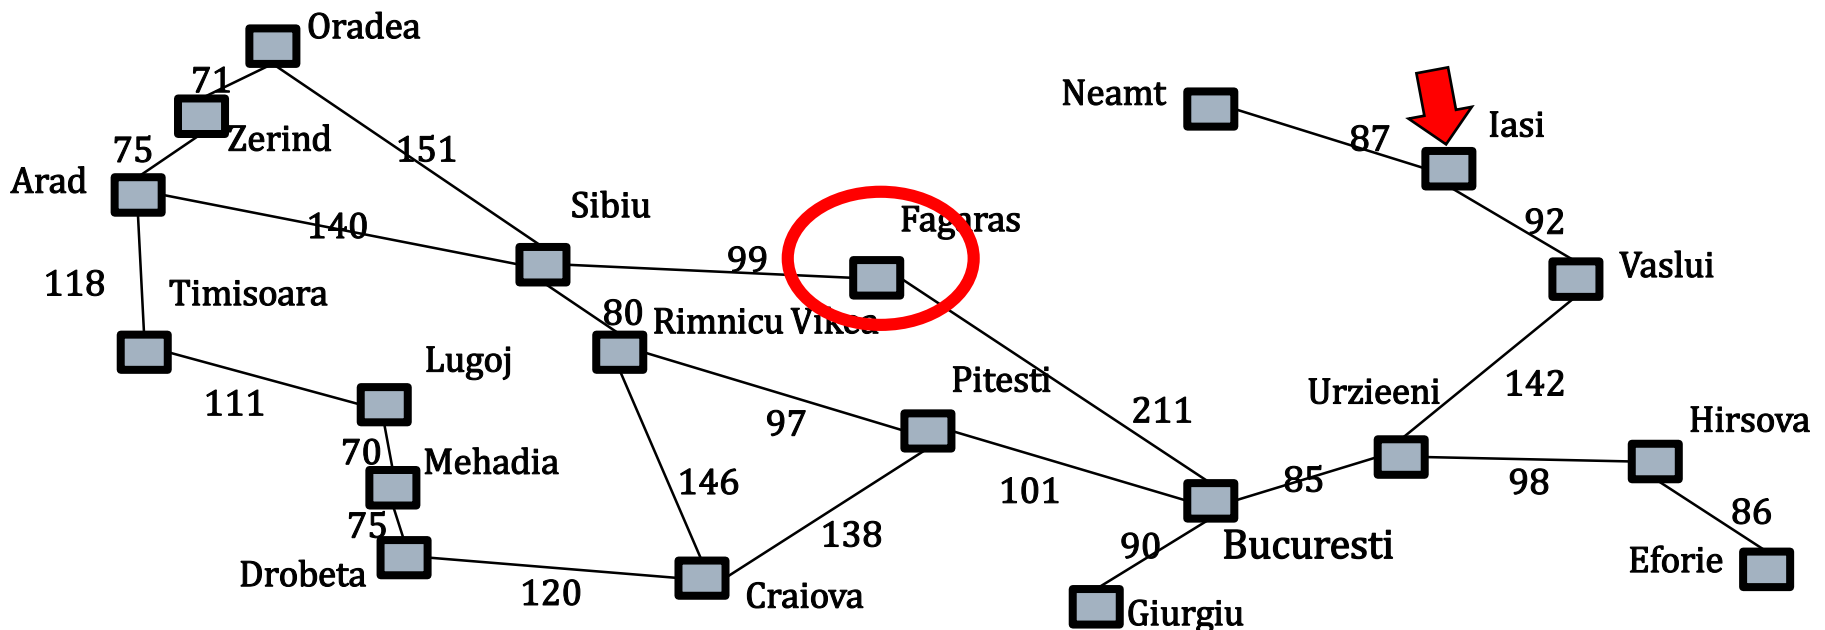 Oradea
71
Neamt
Zerind
75
151
87
Iasi
Arad
Sibiu
Fagaras
140
99
92
Vaslui
118
Timisoara
80
Rimnicu Vikea
Lugoj
111
Pitesti
97
211
Urzieeni
142
Hirsova
70
Mehadia
146
101
85
98
75
138
90
Bucuresti
86
Drobeta
120
Craiova
Giurgiu
Eforie